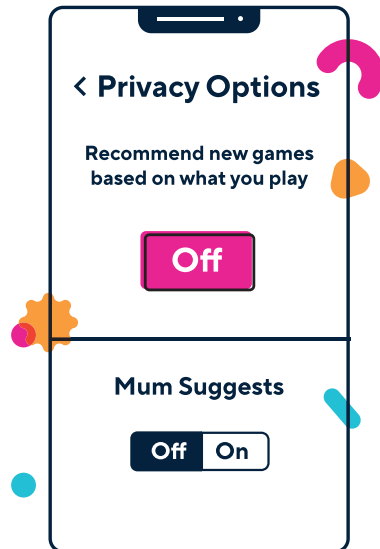 Privacy Options
Recommend new games
based on what you play
Off
Mum Suggests
Off On